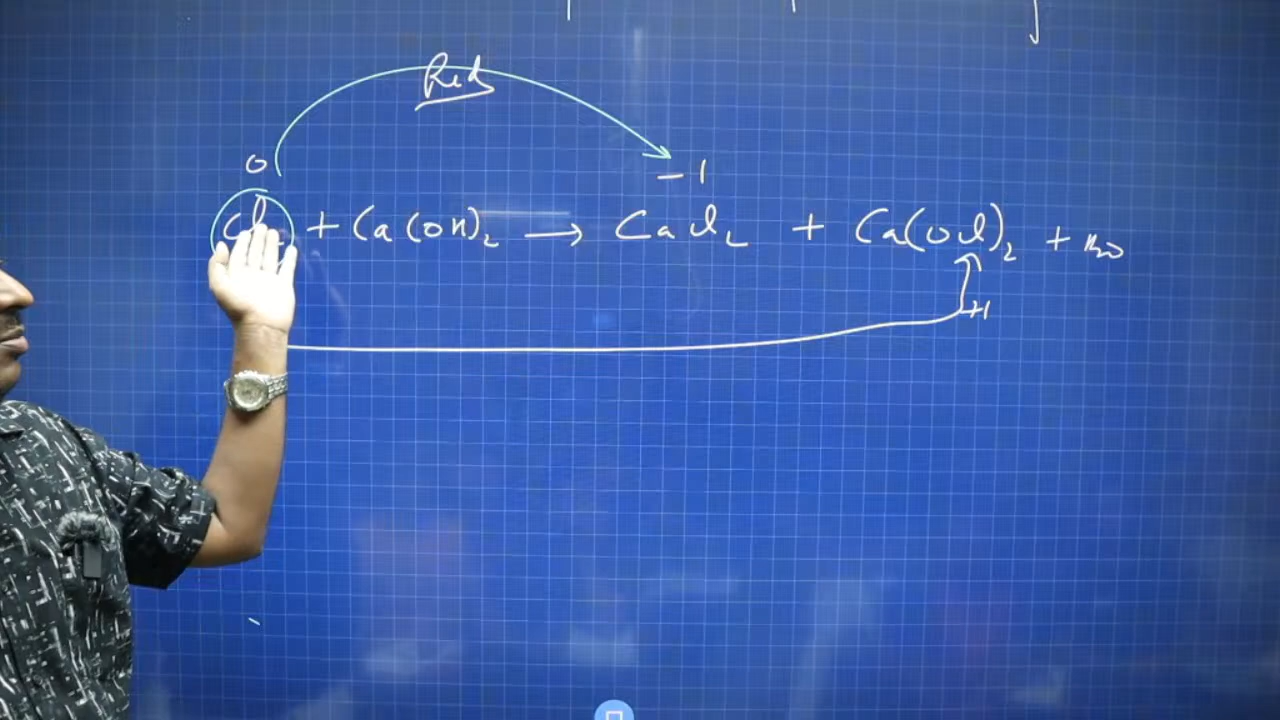 Red
0 -1
Cl₂ + Ca(OH)₂ → CaCl₂ + Ca(OCl)₂ + H₂O
+1